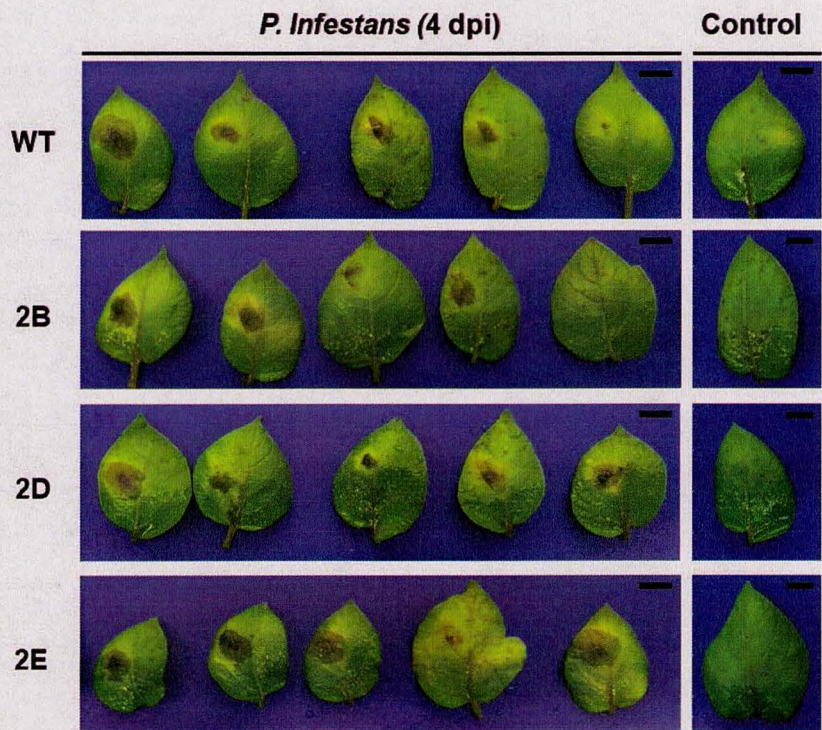 P. Infestans (4 dpi)
Control
WT
2B
2D
2E